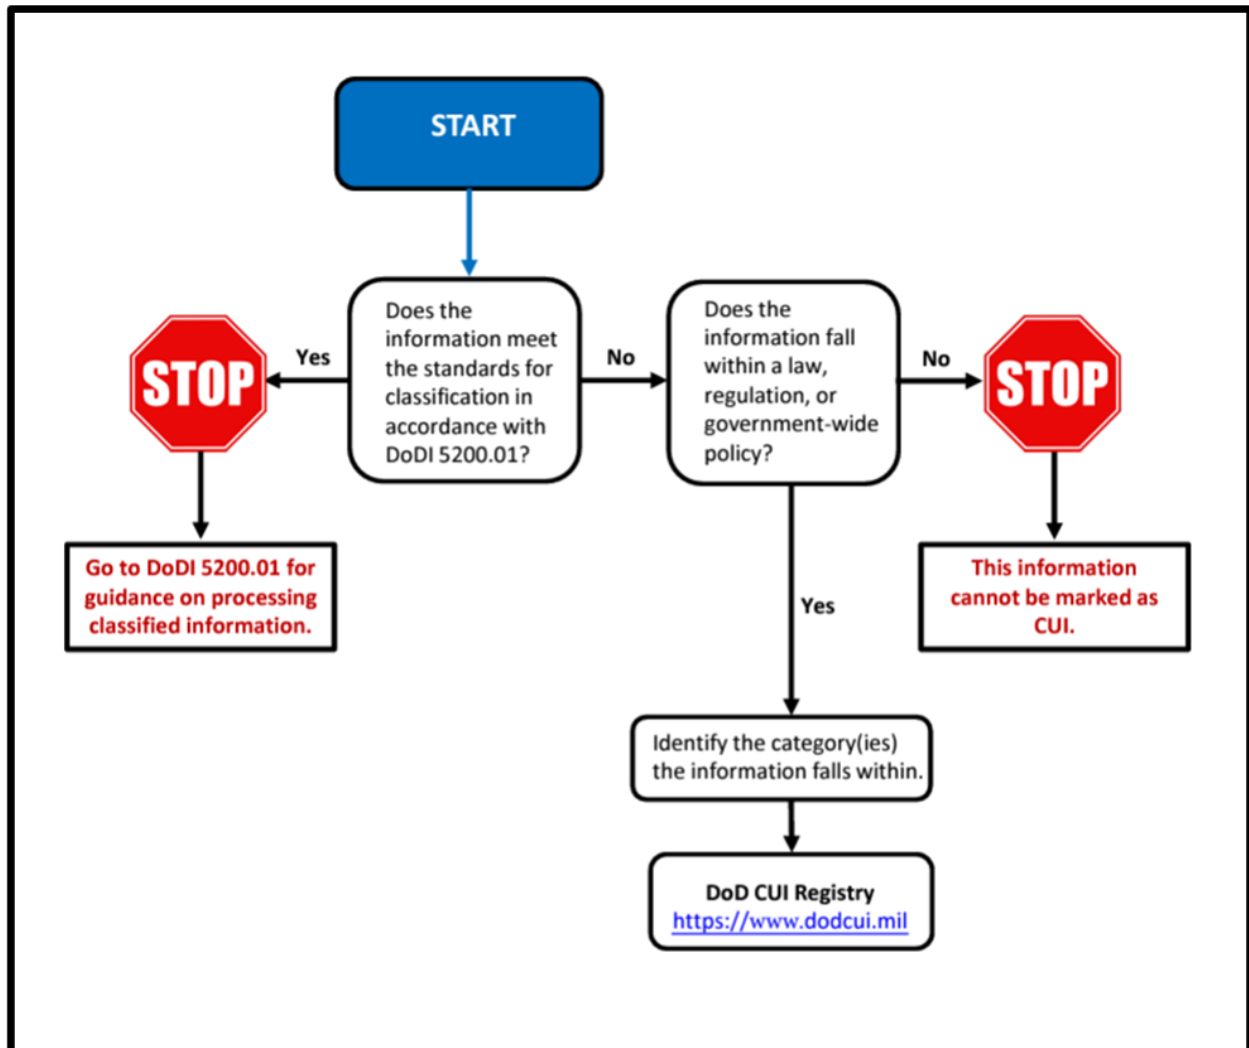 START
Does the
information meet
the standards for
classification in
accordance with
DoDI 5200.01?
Yes
No
STOP
Go to DoDI 5200.01 for
guidance on processing
classified information.
Does the
information fall
within a law,
regulation, or
government-wide
policy?
No
STOP
This information
cannot be marked as
CUI.
Yes
Identify the category(ies)
the information falls within.
DoD CUI Registry
https://www.dodcui.mil